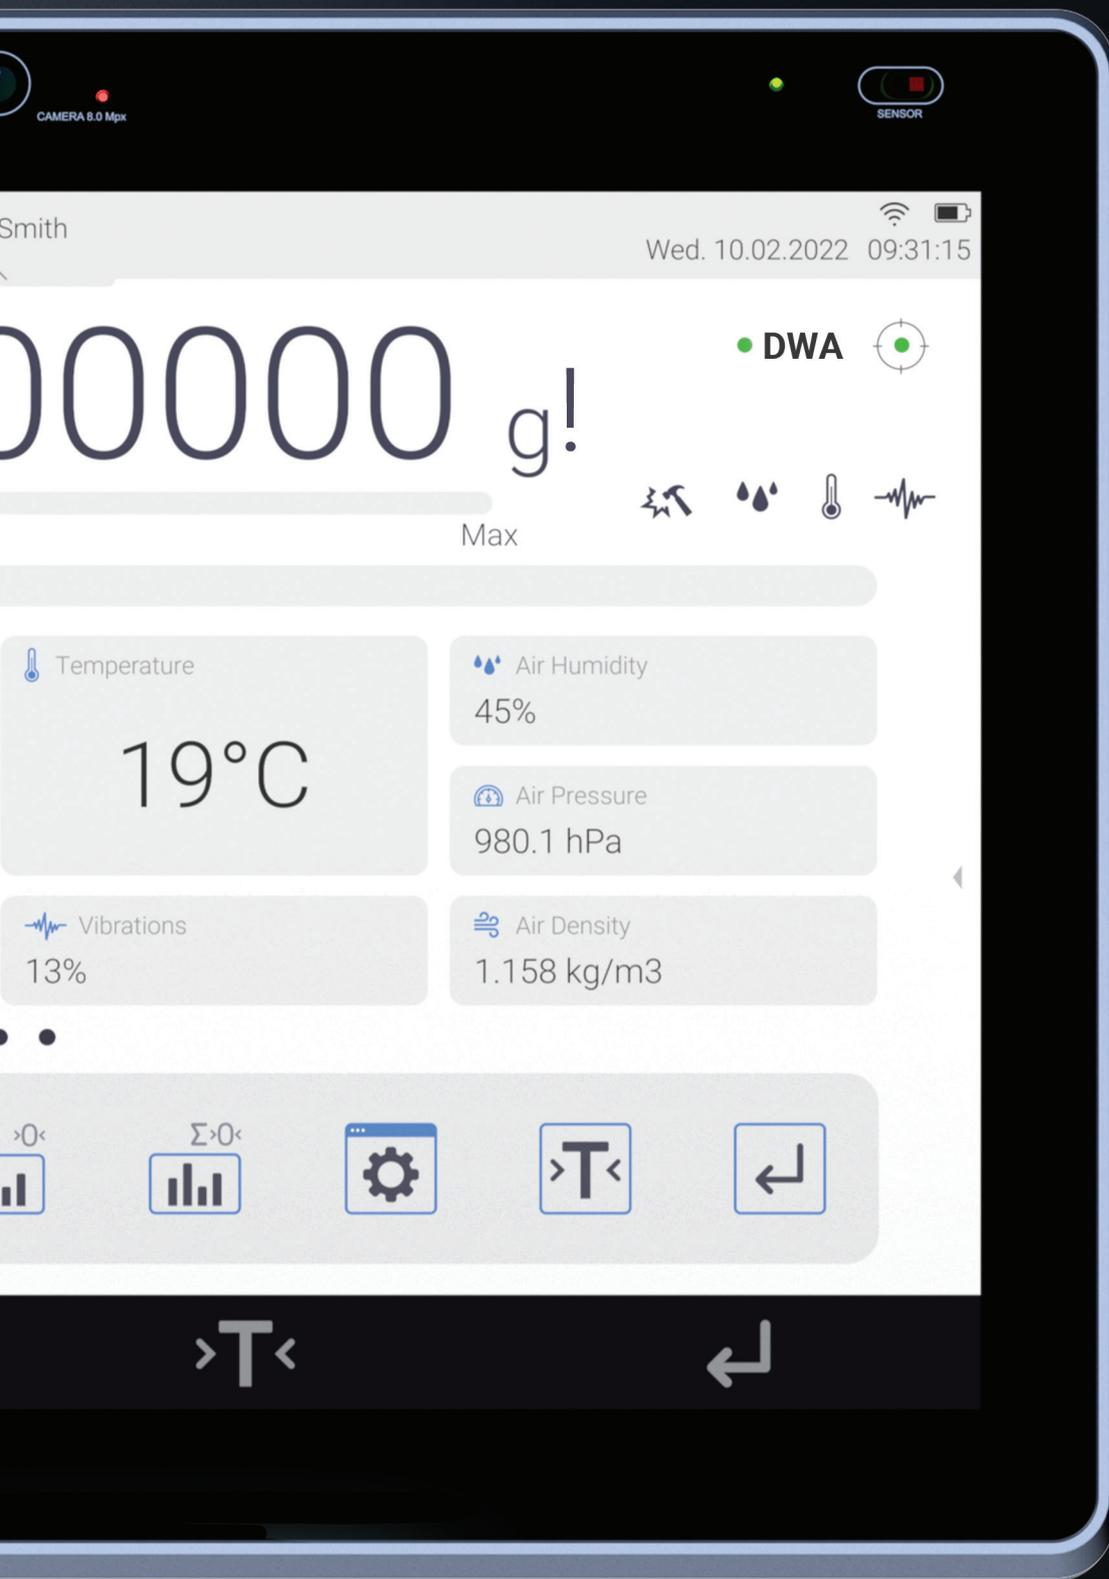 CAMERA 8.0 Mpx
SENSOR
Smith
Wed. 10.02.2022 09:31:15
00000 g!
DWA
Max
Temperature
19°C
Air Humidity
45%
Air Pressure
980.1 hPa
Vibrations
13%
Air Density
1.158 kg/m3
>0<
Σ>0<
>T<
>T<